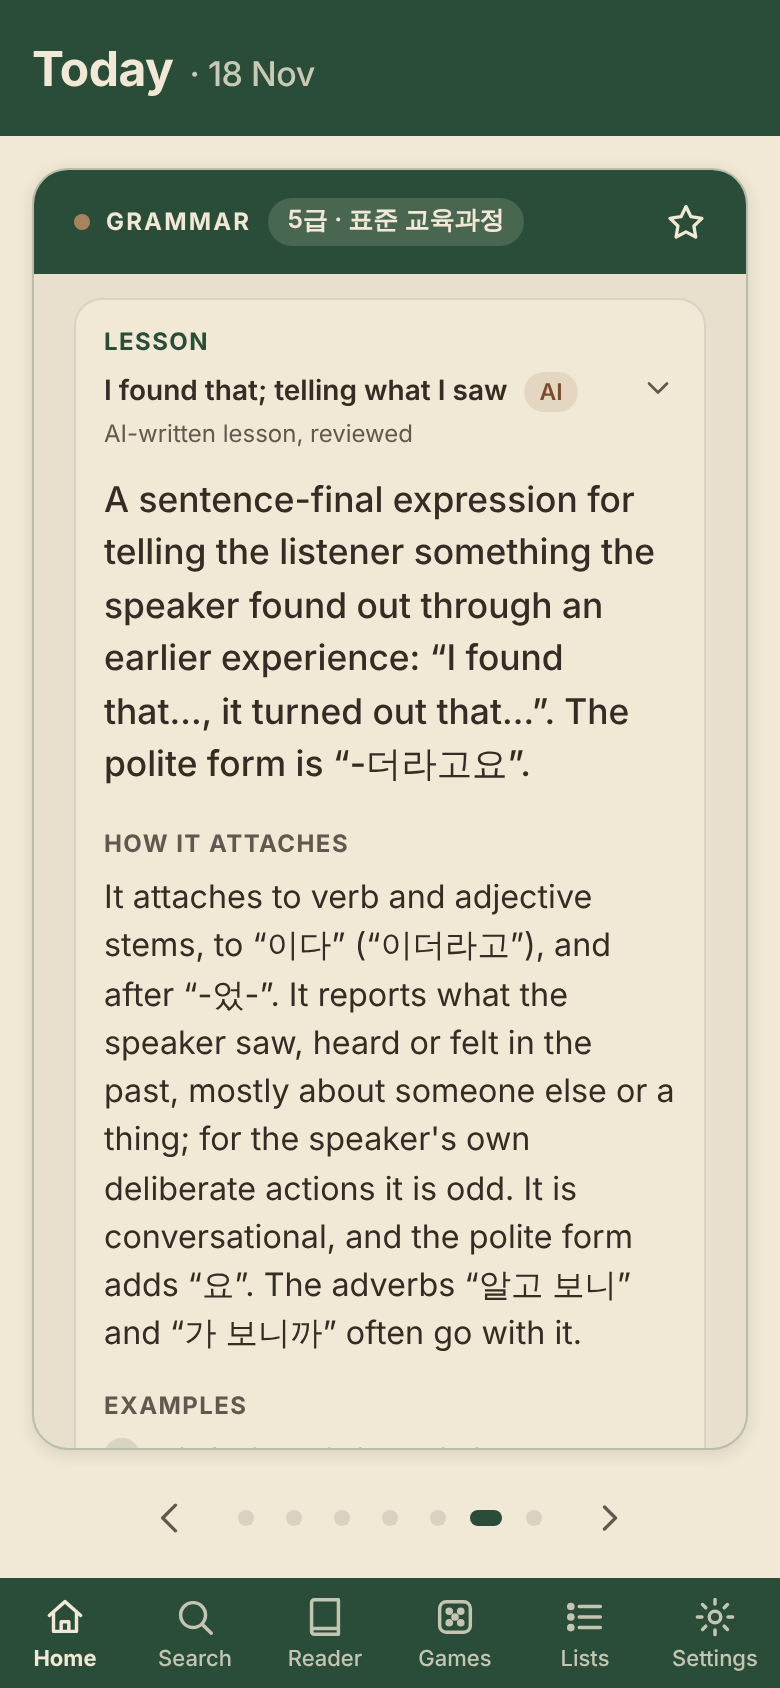 Today · 18 Nov
GRAMMAR 5급 · 표준 교육과정
LESSON
I found that; telling what I saw AI
AI-written lesson, reviewed
A sentence-final expression for
telling the listener something the
speaker found out through an
earlier experience: “I found
that…, it turned out that…”. The
polite form is “-더라고요”.
HOW IT ATTACHES
It attaches to verb and adjective
stems, to “이다” (“이더라고”), and
after “-었-”. It reports what the
speaker saw, heard or felt in the
past, mostly about someone else or a
thing; for the speaker's own
deliberate actions it is odd. It is
conversational, and the polite form
adds “요”. The adverbs “알고 보니”
and “가 보니까” often go with it.
EXAMPLES
Home Search Reader Games Lists Settings